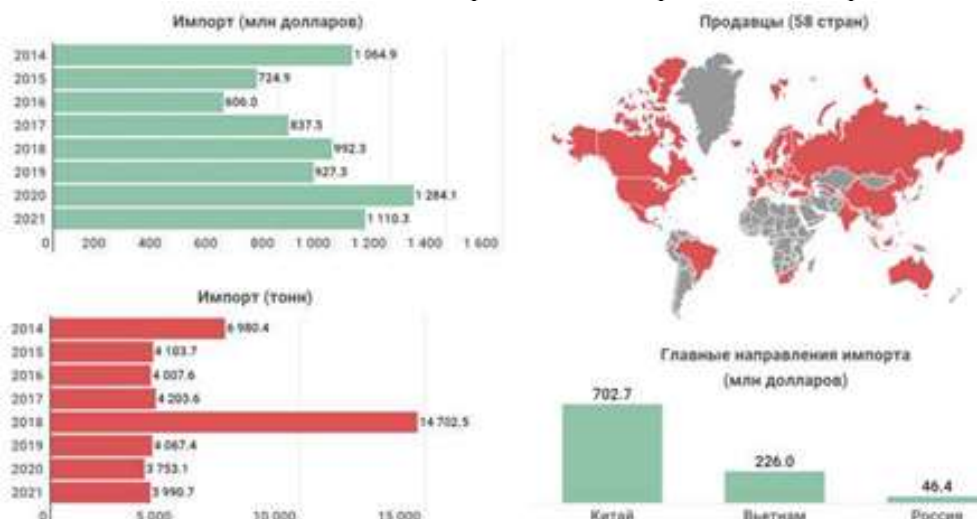 Импорт (млн долларов)
2014 1 064.9
2015 724.9
2016 606.0
2017 837.5
2018 992.3
2019 927.3
2020 1 284.1
2021 1 110.3
0 200 400 600 800 1 000 1 200 1 400 1 600
Продавцы (58 стран)
Импорт (тонн)
2014 6 980.4
2015 4 103.7
2016 4 007.6
2017 4 203.6
2018 14 702.5
2019 4 067.4
2020 3 753.1
2021 3 990.7
0 5 000 10 000 15 000
Главные направления импорта
(млн долларов)
702.7 226.0 46.4
Китай Вьетнам Россия